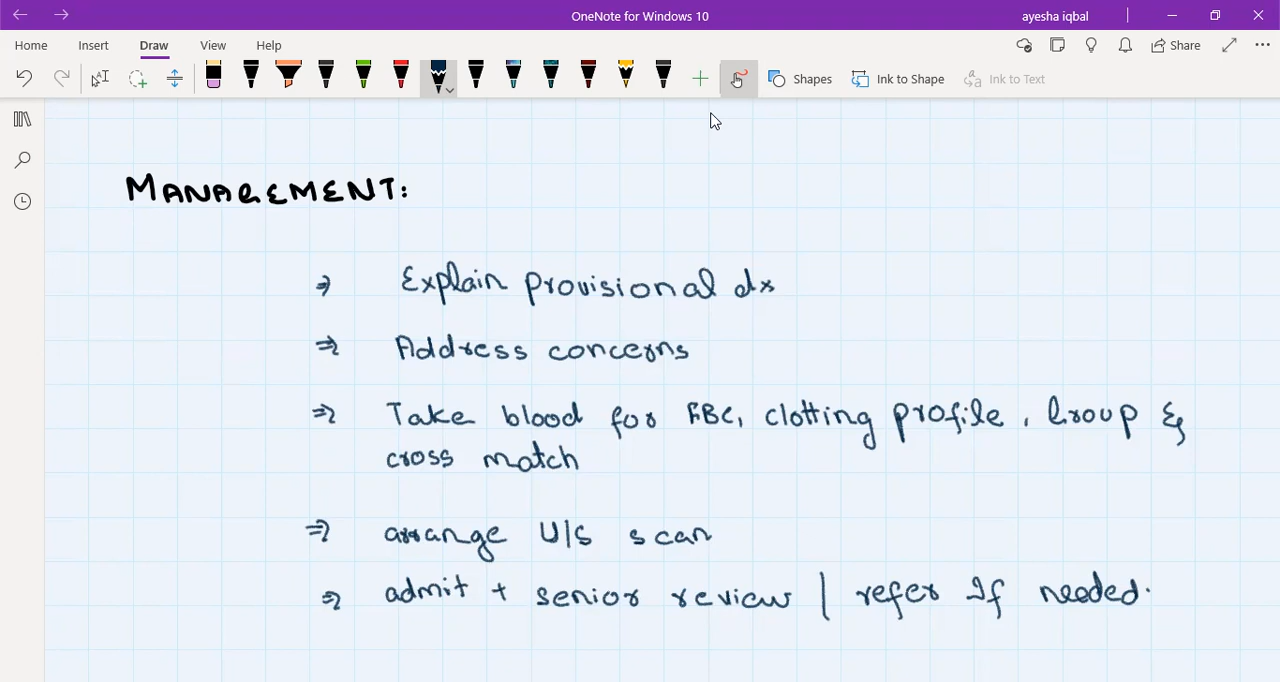 OneNote for Windows 10
ayesha iqbal
Home Insert Draw View Help
Share
Shapes Ink to Shape Ink to Text
MANAGEMENT:
⇒ Explain provisional dx
⇒ Address concerns
⇒ Take blood for FBC, clotting profile, Group &
cross match
⇒ arrange U/S scan
⇒ admit + senior review | refer If needed.